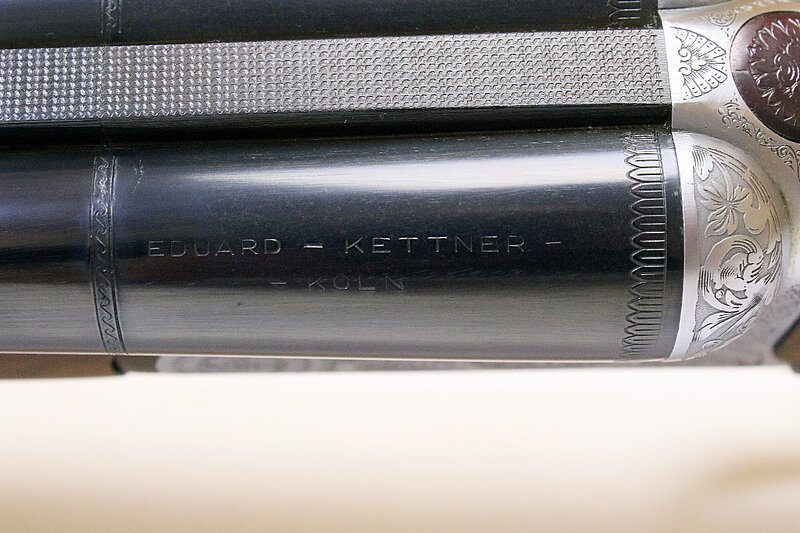 EDUARD – KETTNER –
– KÖLN